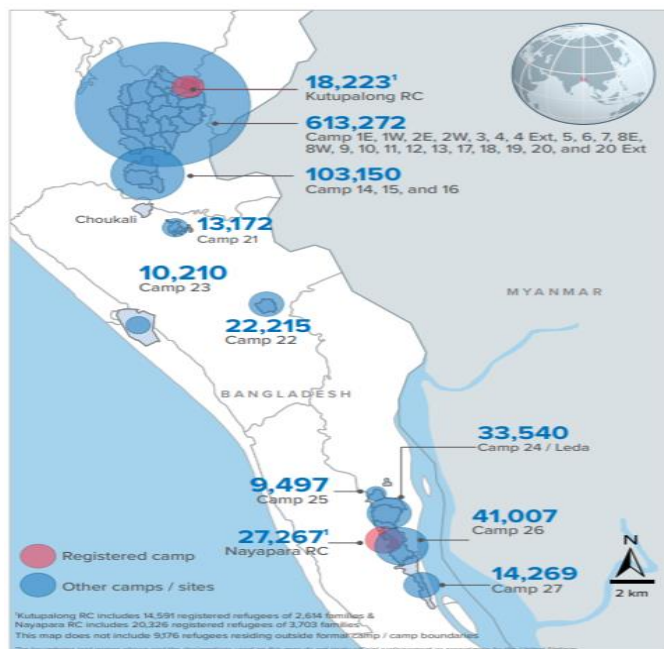 18,223¹
Kutupalong RC
613,272
Camp 1E, 1W, 2E, 2W, 3, 4, 4 Ext, 5, 6, 7, 8E,
8W, 9, 10, 11, 12, 13, 17, 18, 19, 20, and 20 Ext
103,150
Camp 14, 15, and 16
Choukali
13,172
Camp 21
10,210
Camp 23
22,215
Camp 22
MYANMAR
BANGLADESH
33,540
Camp 24 / Leda
9,497
Camp 25
41,007
Camp 26
27,267¹
Nayapara RC
14,269
Camp 27
Registered camp
Other camps / sites
N
2 km
¹Kutupalong RC includes 14,591 registered refugees of 2,614 families &
Nayapara RC includes 20,326 registered refugees of 3,703 families
This map does not include 9,176 refugees residing outside formal camp / camp boundaries